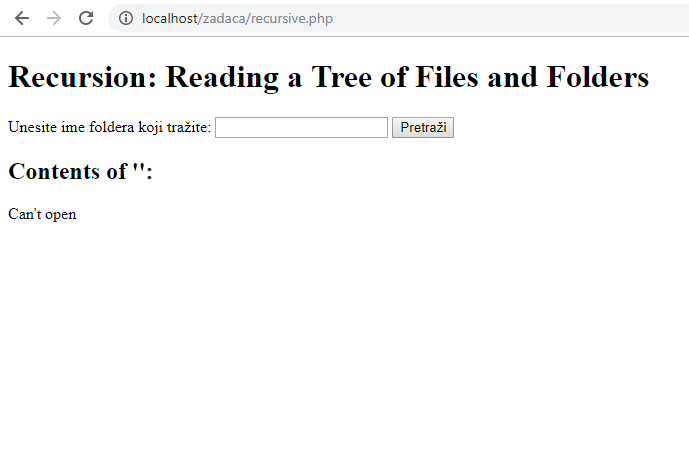 localhost/zadaca/recursive.php
Recursion: Reading a Tree of Files and Folders
Unesite ime foldera koji tražite: Pretraži
Contents of '':
Can't open